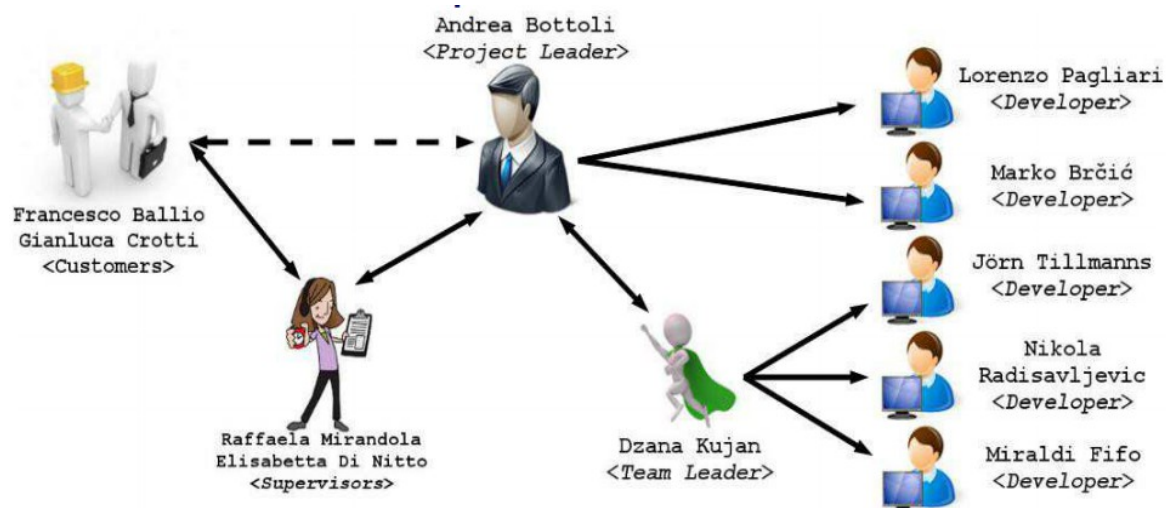 Andrea Bottoli
<Project Leader>
Francesco Ballio
Gianluca Crotti
<Customers>
Raffaela Mirandola
Elisabetta Di Nitto
<Supervisors>
Dzana Kujan
<Team Leader>
Lorenzo Pagliari
<Developer>
Marko Brčić
<Developer>
Jörn Tillmanns
<Developer>
Nikola
Radisavljevic
<Developer>
Miraldi Fifo
<Developer>